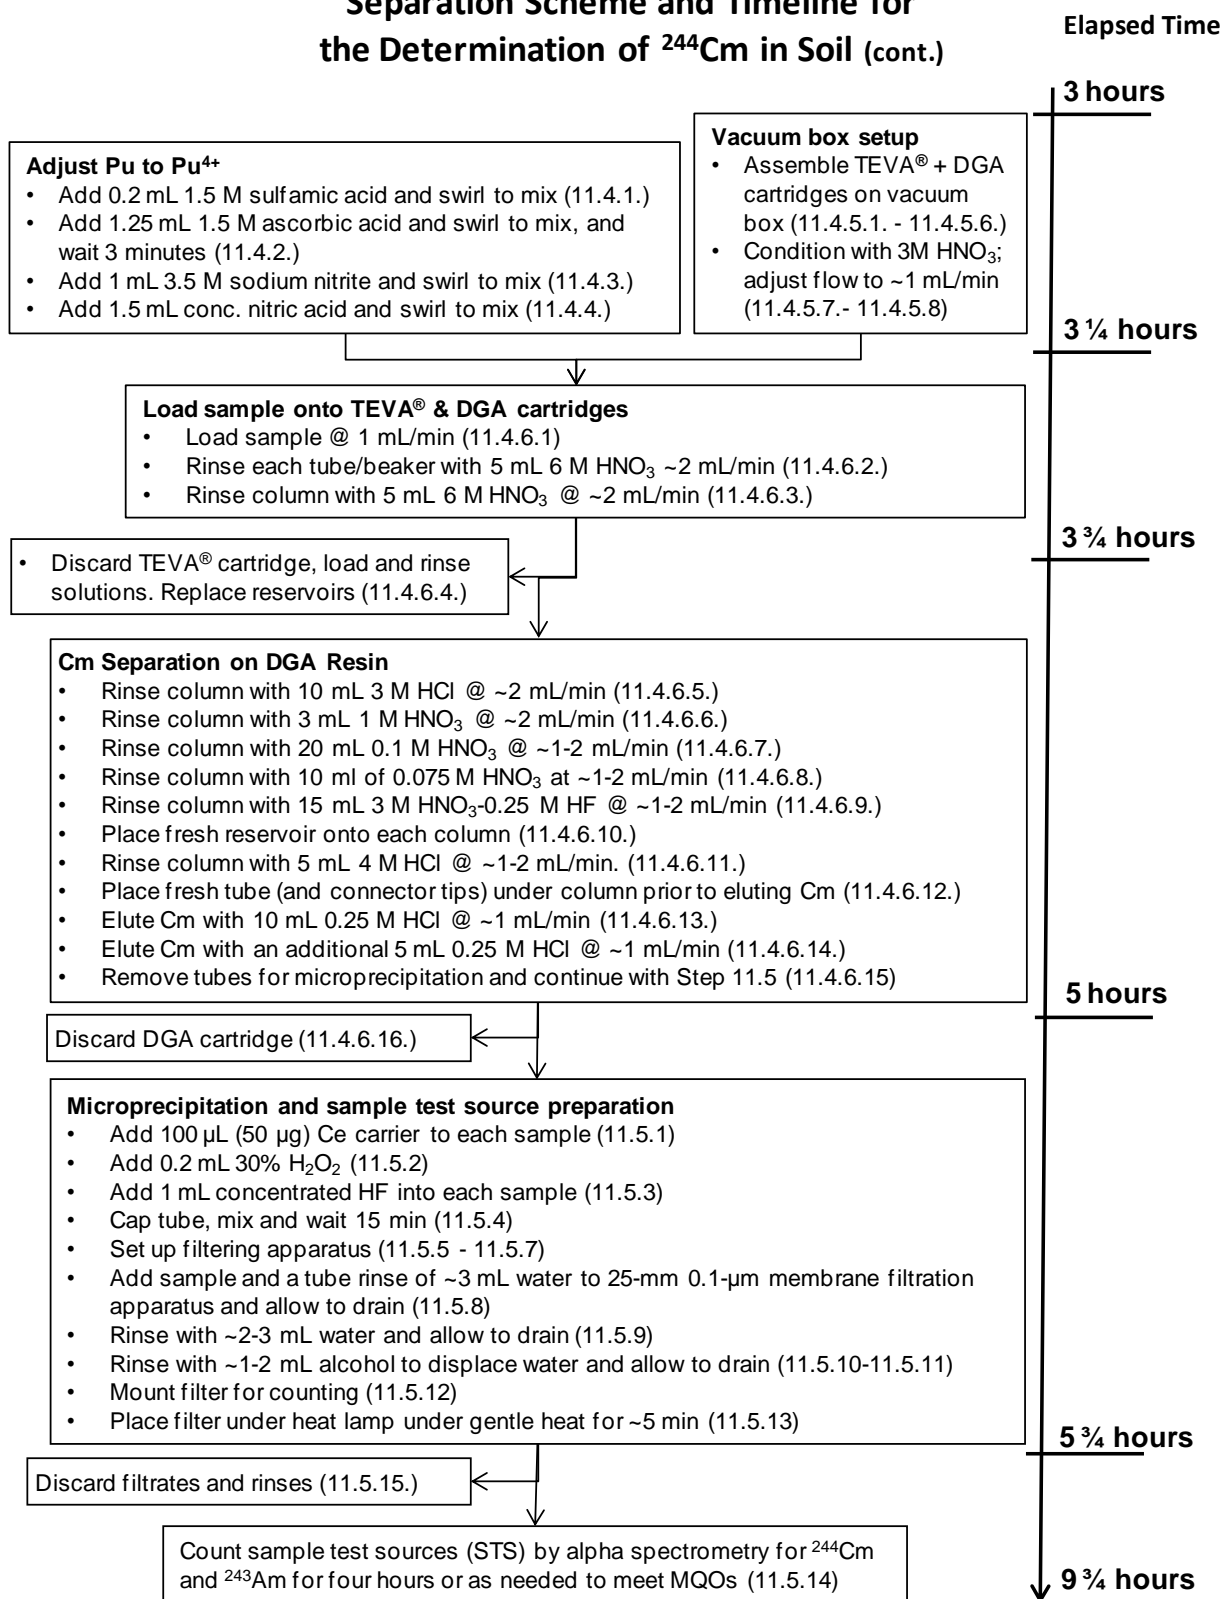 Separation Scheme and Timeline for
the Determination of ²⁴⁴Cm in Soil (cont.)
Elapsed Time
3 hours
Adjust Pu to Pu⁴⁺
• Add 0.2 mL 1.5 M sulfamic acid and swirl to mix (11.4.1.)
• Add 1.25 mL 1.5 M ascorbic acid and swirl to mix, and
wait 3 minutes (11.4.2.)
• Add 1 mL 3.5 M sodium nitrite and swirl to mix (11.4.3.)
• Add 1.5 mL conc. nitric acid and swirl to mix (11.4.4.)
Vacuum box setup
• Assemble TEVA® + DGA
cartridges on vacuum
box (11.4.5.1. - 11.4.5.6.)
• Condition with 3M HNO₃;
adjust flow to ~1 mL/min
(11.4.5.7.- 11.4.5.8)
3 ¼ hours
Load sample onto TEVA® & DGA cartridges
• Load sample @ 1 mL/min (11.4.6.1)
• Rinse each tube/beaker with 5 mL 6 M HNO₃ ~2 mL/min (11.4.6.2.)
• Rinse column with 5 mL 6 M HNO₃ @ ~2 mL/min (11.4.6.3.)
3 ¾ hours
• Discard TEVA® cartridge, load and rinse
solutions. Replace reservoirs (11.4.6.4.)
Cm Separation on DGA Resin
• Rinse column with 10 mL 3 M HCl @ ~2 mL/min (11.4.6.5.)
• Rinse column with 3 mL 1 M HNO₃ @ ~2 mL/min (11.4.6.6.)
• Rinse column with 20 mL 0.1 M HNO₃ @ ~1-2 mL/min (11.4.6.7.)
• Rinse column with 10 ml of 0.075 M HNO₃ at ~1-2 mL/min (11.4.6.8.)
• Rinse column with 15 mL 3 M HNO₃-0.25 M HF @ ~1-2 mL/min (11.4.6.9.)
• Place fresh reservoir onto each column (11.4.6.10.)
• Rinse column with 5 mL 4 M HCl @ ~1-2 mL/min. (11.4.6.11.)
• Place fresh tube (and connector tips) under column prior to eluting Cm (11.4.6.12.)
• Elute Cm with 10 mL 0.25 M HCl @ ~1 mL/min (11.4.6.13.)
• Elute Cm with an additional 5 mL 0.25 M HCl @ ~1 mL/min (11.4.6.14.)
• Remove tubes for microprecipitation and continue with Step 11.5 (11.4.6.15)
5 hours
Discard DGA cartridge (11.4.6.16.)
Microprecipitation and sample test source preparation
• Add 100 µL (50 µg) Ce carrier to each sample (11.5.1)
• Add 0.2 mL 30% H₂O₂ (11.5.2)
• Add 1 mL concentrated HF into each sample (11.5.3)
• Cap tube, mix and wait 15 min (11.5.4)
• Set up filtering apparatus (11.5.5 - 11.5.7)
• Add sample and a tube rinse of ~3 mL water to 25-mm 0.1-µm membrane filtration
apparatus and allow to drain (11.5.8)
• Rinse with ~2-3 mL water and allow to drain (11.5.9)
• Rinse with ~1-2 mL alcohol to displace water and allow to drain (11.5.10-11.5.11)
• Mount filter for counting (11.5.12)
• Place filter under heat lamp under gentle heat for ~5 min (11.5.13)
5 ¾ hours
Discard filtrates and rinses (11.5.15.)
Count sample test sources (STS) by alpha spectrometry for ²⁴⁴Cm
and ²⁴³Am for four hours or as needed to meet MQOs (11.5.14)
9 ¾ hours